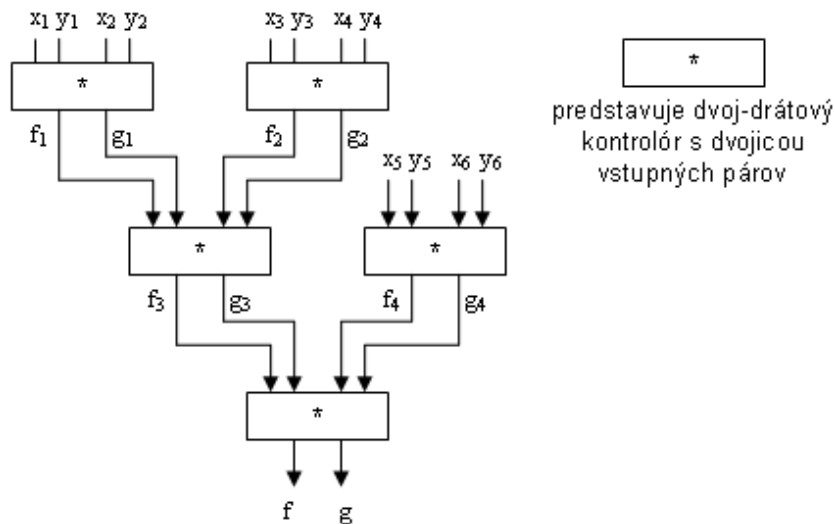 x1 y1 x2 y2 x3 y3 x4 y4
* * *
f1 g1 f2 g2
predstavuje dvoj-drátový
kontrolór s dvojicou
vstupných párov
x5 y5 x6 y6
* *
f3 g3 f4 g4
*
f g